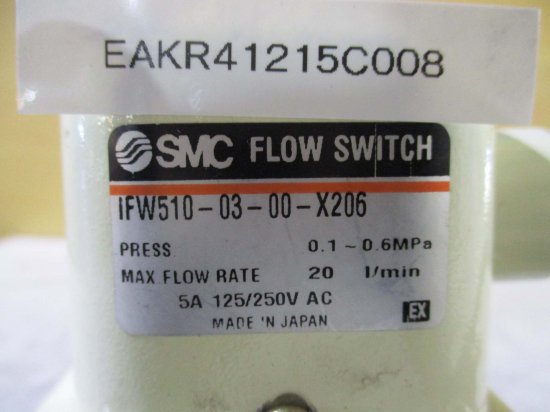 EAKR41215C008
SMC FLOW SWITCH
IFW510-03-00-X206
PRESS 0.1~0.6MPa
MAX FLOW RATE 20 l/min
5A 125/250V AC
MADE IN JAPAN
EX